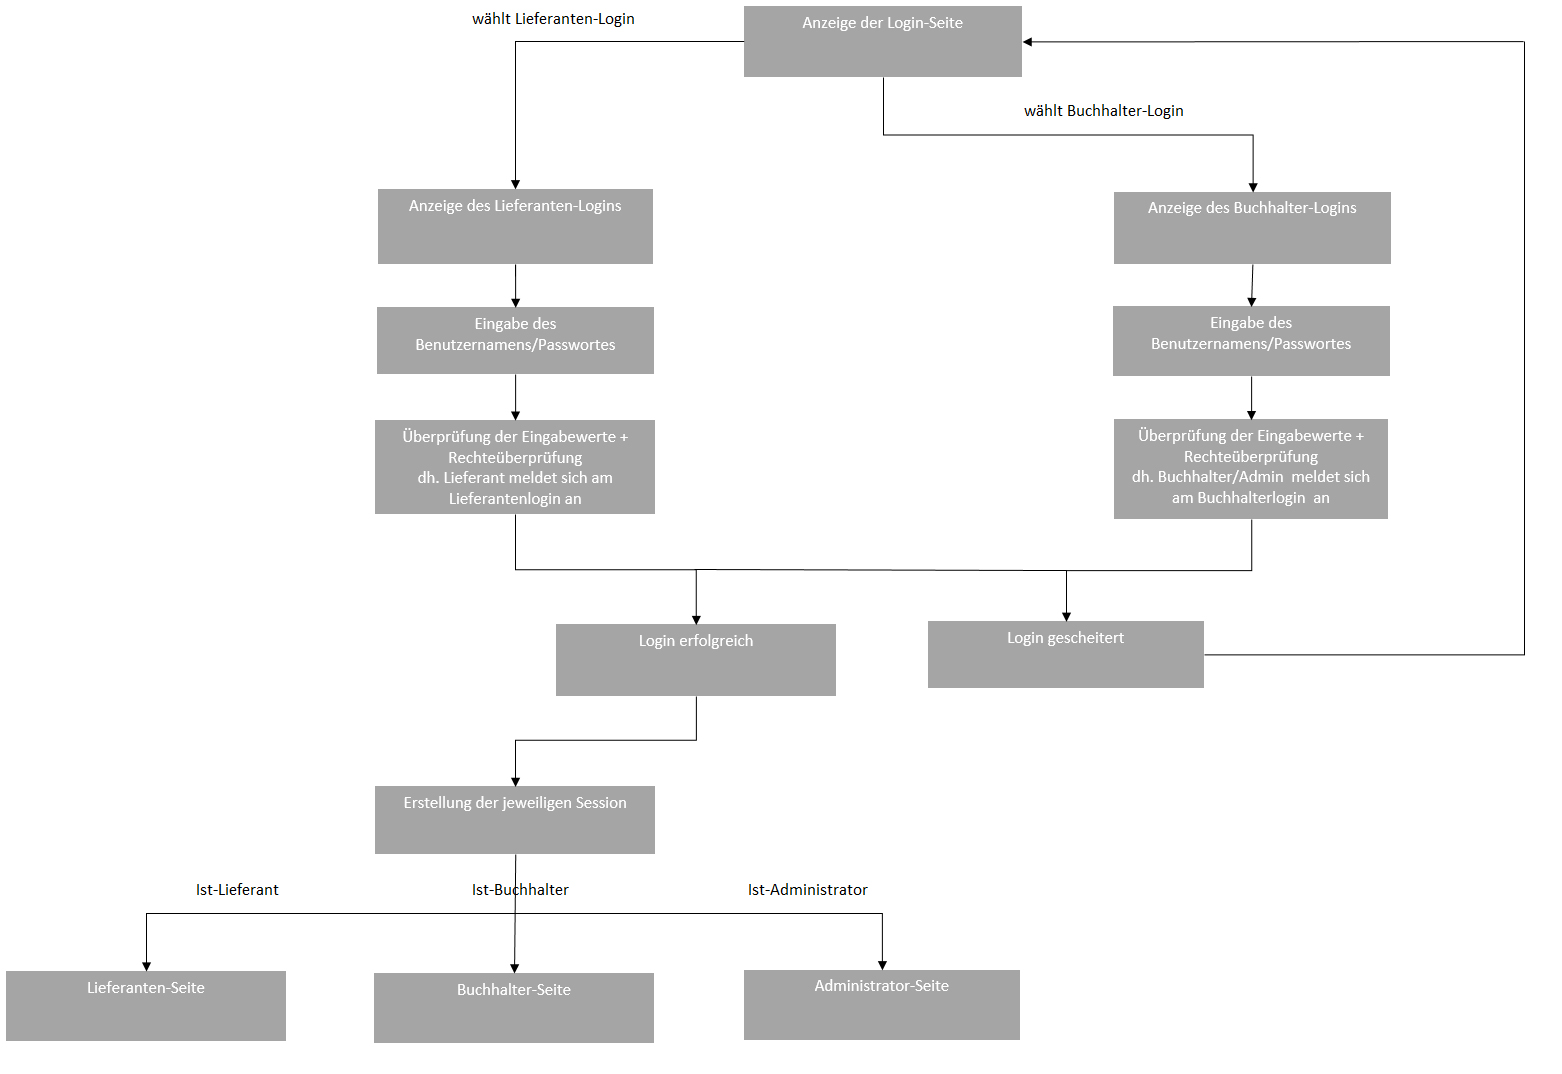 wählt Lieferanten-Login
Anzeige der Login-Seite
wählt Buchhalter-Login
Anzeige des Lieferanten-Logins
Anzeige des Buchhalter-Logins
Eingabe des
Benutzernamens/Passwortes
Eingabe des
Benutzernamens/Passwortes
Überprüfung der Eingabewerte +
Rechteüberprüfung
dh. Lieferant meldet sich am
Lieferantenlogin an
Überprüfung der Eingabewerte +
Rechteüberprüfung
dh. Buchhalter/Admin  meldet sich
am Buchhalterlogin  an
Login erfolgreich
Login gescheitert
Erstellung der jeweiligen Session
Ist-Lieferant
Ist-Buchhalter
Ist-Administrator
Lieferanten-Seite
Buchhalter-Seite
Administrator-Seite